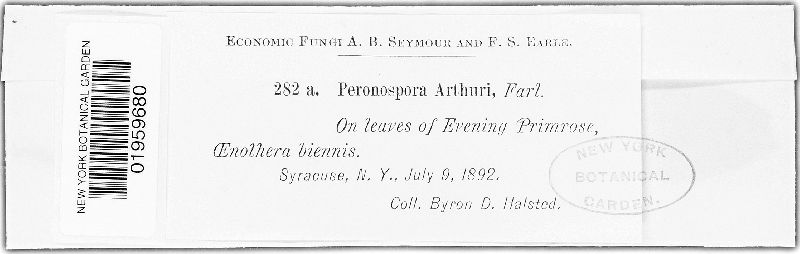 ECONOMIC FUNGI A. B. SEYMOUR AND F. S. EARLE.
282 a. Peronospora Arthuri, Farl.
On leaves of Evening Primrose,
Œnothera biennis.
Syracuse, N. Y., July 9, 1892.
Coll. Byron D. Halsted.
NEW YORK BOTANICAL GARDEN
01959680
NEW YORK
BOTANICAL
GARDEN.